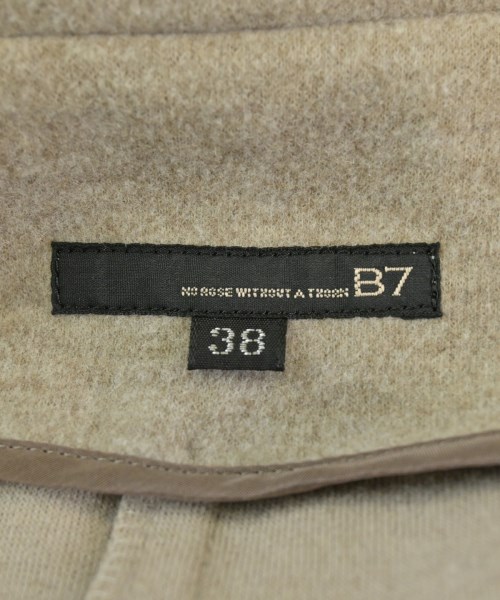 NO ROSE WITHOUT A THORN B7
38